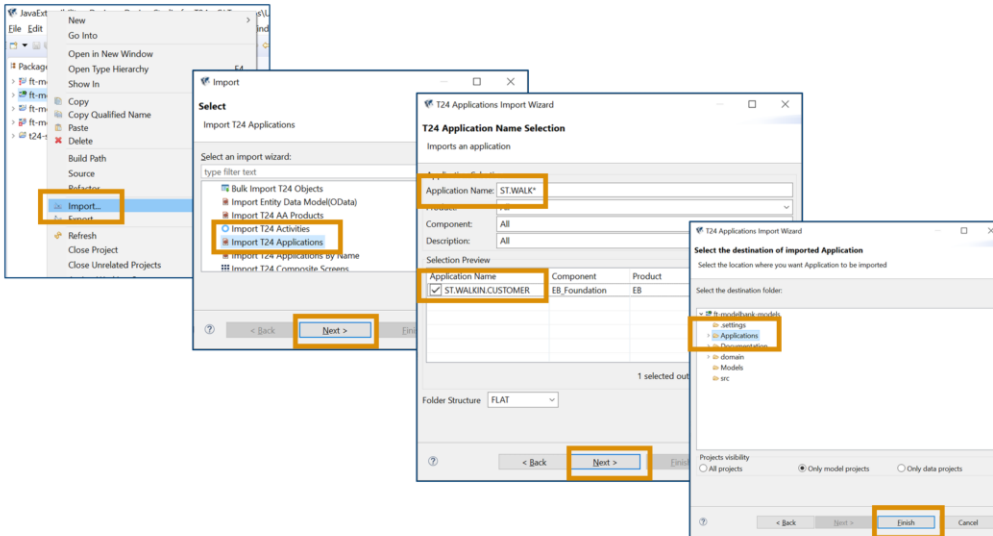 File Edit
New
Go Into
Open in New Window
Open Type Hierarchy F4
Show In
Copy
Copy Qualified Name
Paste
Delete
Build Path
Source
Refactor
Import...
Export...
Refresh
Close Project
Close Unrelated Projects
Import
Select
Import T24 Applications
Select an import wizard:
type filter text
Bulk Import T24 Objects
Import Entity Data Model(OData)
Import T24 AA Products
Import T24 Activities
Import T24 Applications
Import T24 Applications By Name
Import T24 Composite Screens
< Back Next >
T24 Applications Import Wizard
T24 Application Name Selection
Imports an application
Application Name: ST.WALK*
Product: All
Component: All
Description: All
Selection Preview
Application Name Component Product
ST.WALKIN.CUSTOMER EB_Foundation EB
1 selected out
Folder Structure FLAT
< Back Next > Finish
T24 Applications Import Wizard
Select the destination of imported Application
Select the location where you want Application to be imported
Select the destination folder:
ft-modelbank-models
.settings
Applications
Documentation
domain
Models
src
Projects visibility
All projects Only model projects Only data projects
< Back Next > Finish Cancel